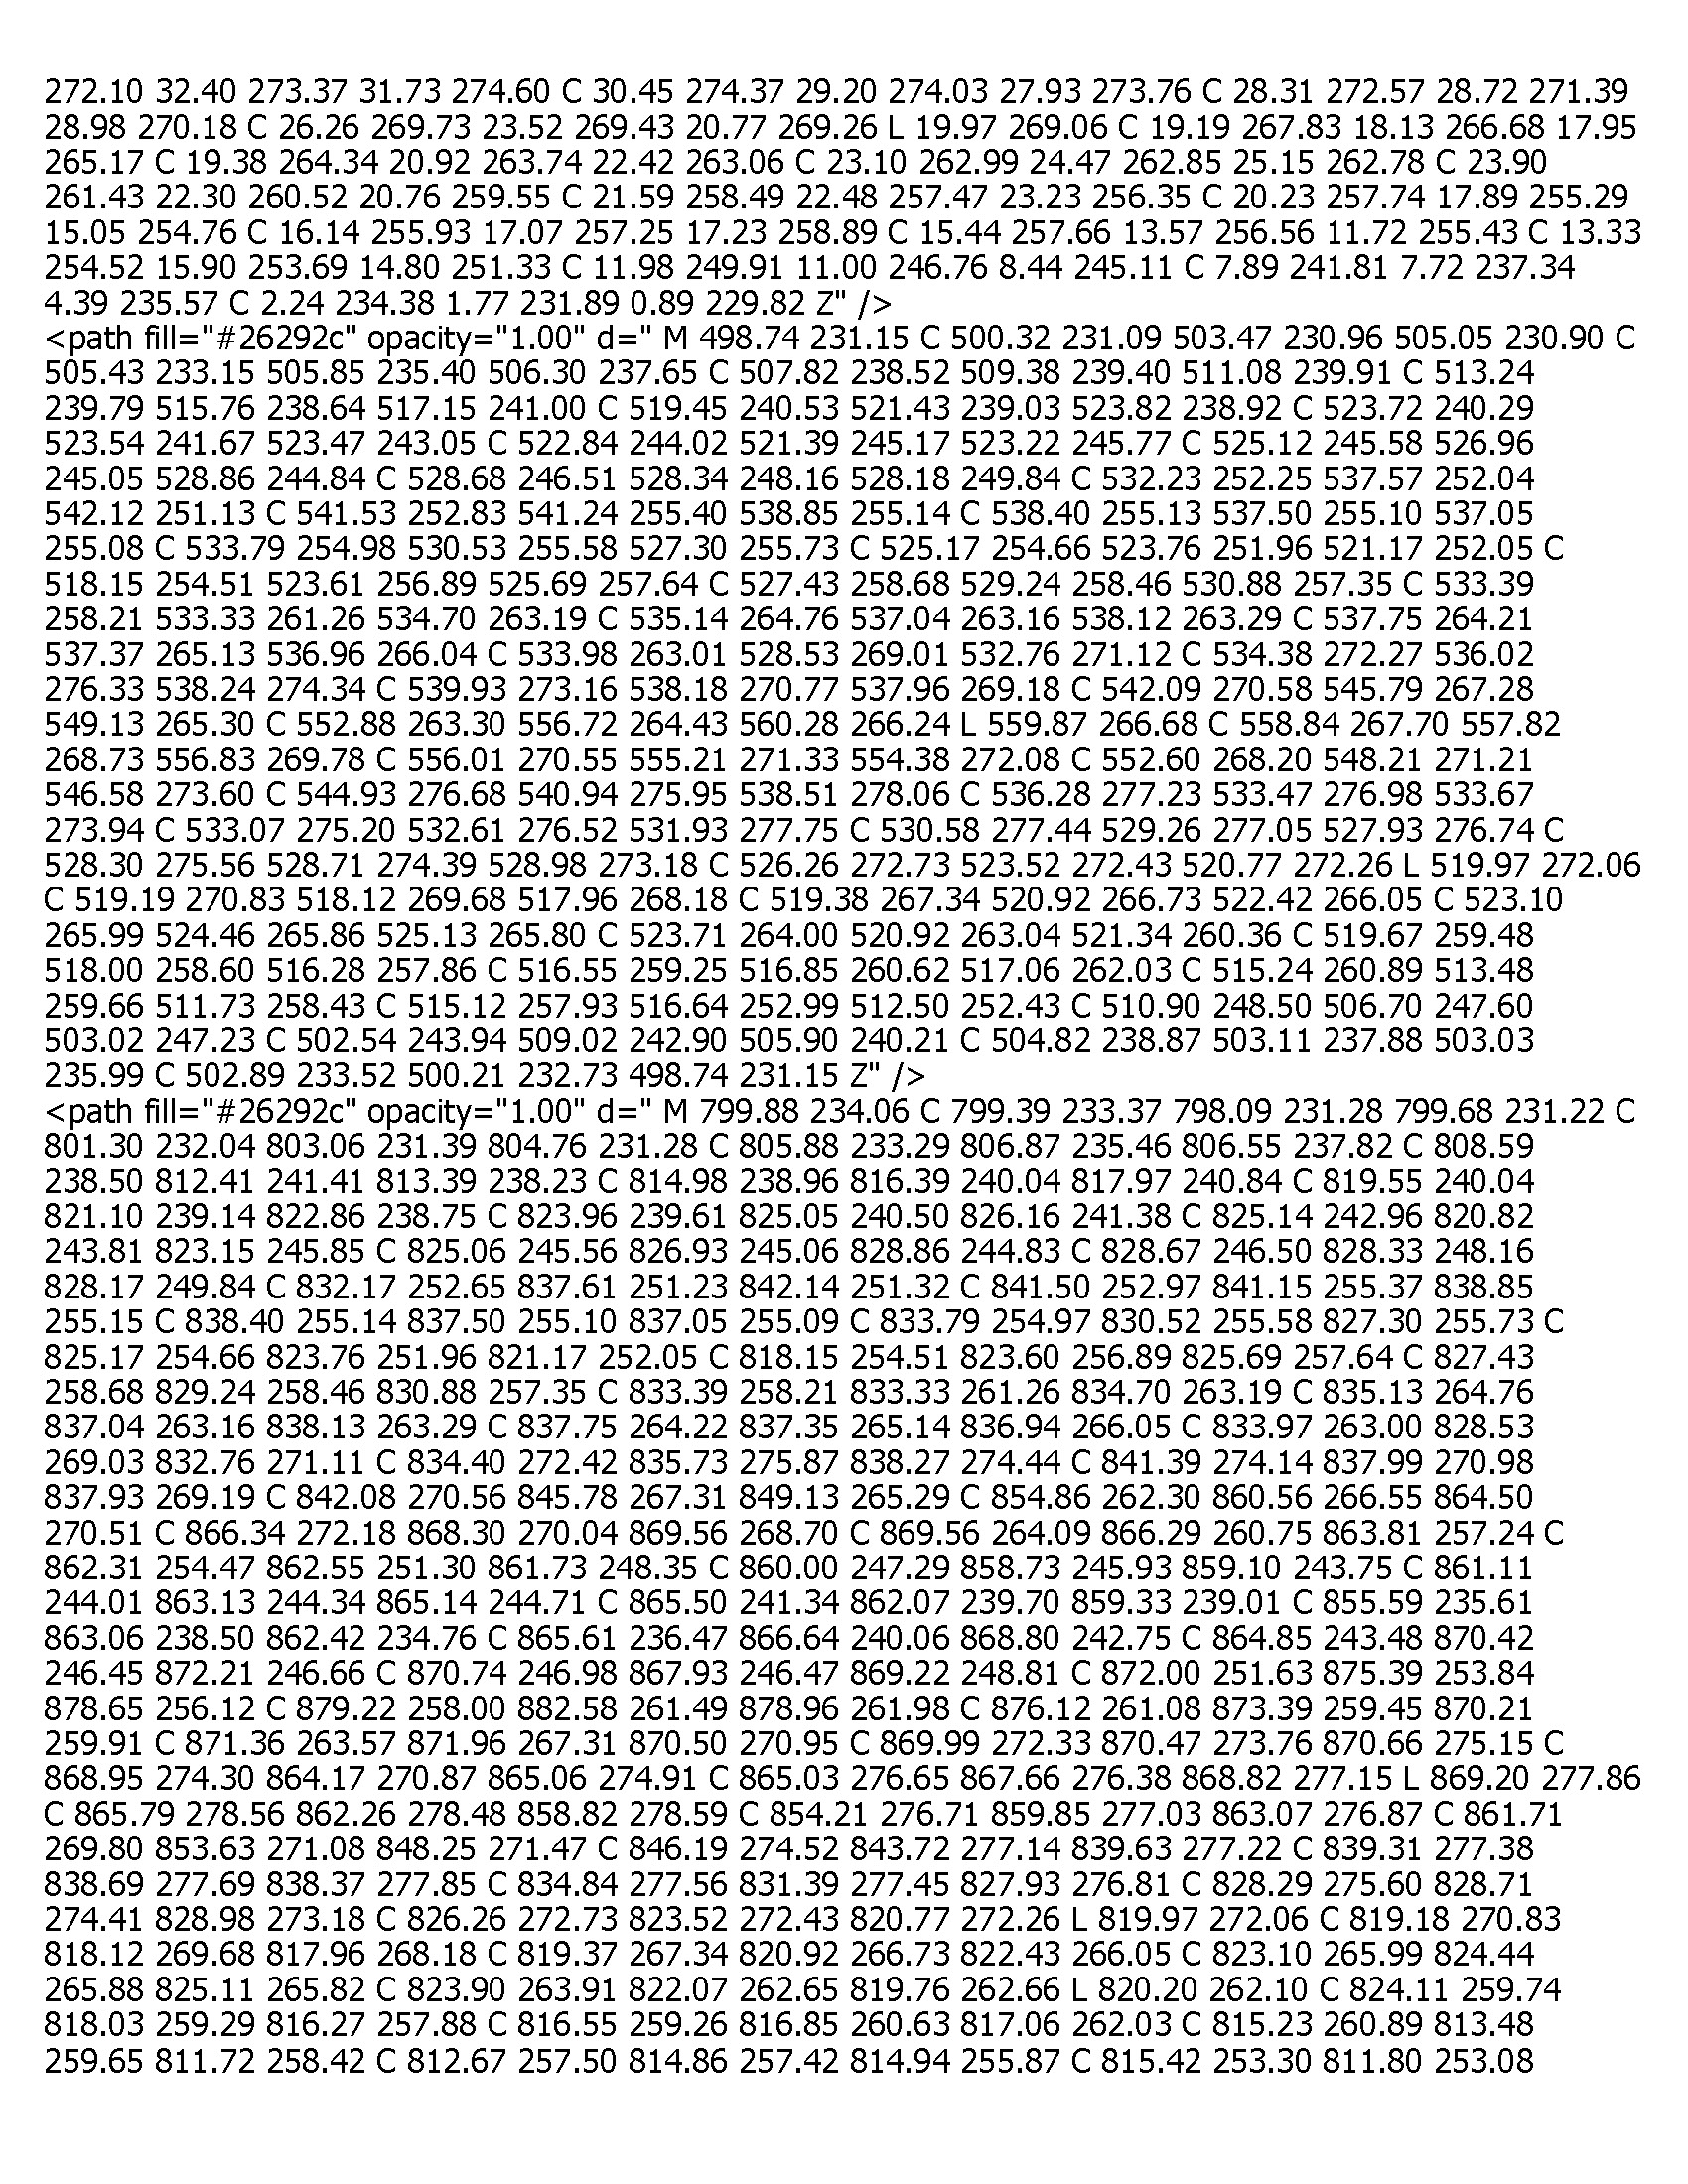 272.10 32.40 273.37 31.73 274.60 C 30.45 274.37 29.20 274.03 27.93 273.76 C 28.31 272.57 28.72 271.39
28.98 270.18 C 26.26 269.73 23.52 269.43 20.77 269.26 L 19.97 269.06 C 19.19 267.83 18.13 266.68 17.95
265.17 C 19.38 264.34 20.92 263.74 22.42 263.06 C 23.10 262.99 24.47 262.85 25.15 262.78 C 23.90
261.43 22.30 260.52 20.76 259.55 C 21.59 258.49 22.48 257.47 23.23 256.35 C 20.23 257.74 17.89 255.29
15.05 254.76 C 16.14 255.93 17.07 257.25 17.23 258.89 C 15.44 257.66 13.57 256.56 11.72 255.43 C 13.33
254.52 15.90 253.69 14.80 251.33 C 11.98 249.91 11.00 246.76 8.44 245.11 C 7.89 241.81 7.72 237.34
4.39 235.57 C 2.24 234.38 1.77 231.89 0.89 229.82 Z" />
<path fill="#26292c" opacity="1.00" d=" M 498.74 231.15 C 500.32 231.09 503.47 230.96 505.05 230.90 C
505.43 233.15 505.85 235.40 506.30 237.65 C 507.82 238.52 509.38 239.40 511.08 239.91 C 513.24
239.79 515.76 238.64 517.15 241.00 C 519.45 240.53 521.43 239.03 523.82 238.92 C 523.72 240.29
523.54 241.67 523.47 243.05 C 522.84 244.02 521.39 245.17 523.22 245.77 C 525.12 245.58 526.96
245.05 528.86 244.84 C 528.68 246.51 528.34 248.16 528.18 249.84 C 532.23 252.25 537.57 252.04
542.12 251.13 C 541.53 252.83 541.24 255.40 538.85 255.14 C 538.40 255.13 537.50 255.10 537.05
255.08 C 533.79 254.98 530.53 255.58 527.30 255.73 C 525.17 254.66 523.76 251.96 521.17 252.05 C
518.15 254.51 523.61 256.89 525.69 257.64 C 527.43 258.68 529.24 258.46 530.88 257.35 C 533.39
258.21 533.33 261.26 534.70 263.19 C 535.14 264.76 537.04 263.16 538.12 263.29 C 537.75 264.21
537.37 265.13 536.96 266.04 C 533.98 263.01 528.53 269.01 532.76 271.12 C 534.38 272.27 536.02
276.33 538.24 274.34 C 539.93 273.16 538.18 270.77 537.96 269.18 C 542.09 270.58 545.79 267.28
549.13 265.30 C 552.88 263.30 556.72 264.43 560.28 266.24 L 559.87 266.68 C 558.84 267.70 557.82
268.73 556.83 269.78 C 556.01 270.55 555.21 271.33 554.38 272.08 C 552.60 268.20 548.21 271.21
546.58 273.60 C 544.93 276.68 540.94 275.95 538.51 278.06 C 536.28 277.23 533.47 276.98 533.67
273.94 C 533.07 275.20 532.61 276.52 531.93 277.75 C 530.58 277.44 529.26 277.05 527.93 276.74 C
528.30 275.56 528.71 274.39 528.98 273.18 C 526.26 272.73 523.52 272.43 520.77 272.26 L 519.97 272.06
C 519.19 270.83 518.12 269.68 517.96 268.18 C 519.38 267.34 520.92 266.73 522.42 266.05 C 523.10
265.99 524.46 265.86 525.13 265.80 C 523.71 264.00 520.92 263.04 521.34 260.36 C 519.67 259.48
518.00 258.60 516.28 257.86 C 516.55 259.25 516.85 260.62 517.06 262.03 C 515.24 260.89 513.48
259.66 511.73 258.43 C 515.12 257.93 516.64 252.99 512.50 252.43 C 510.90 248.50 506.70 247.60
503.02 247.23 C 502.54 243.94 509.02 242.90 505.90 240.21 C 504.82 238.87 503.11 237.88 503.03
235.99 C 502.89 233.52 500.21 232.73 498.74 231.15 Z" />
<path fill="#26292c" opacity="1.00" d=" M 799.88 234.06 C 799.39 233.37 798.09 231.28 799.68 231.22 C
801.30 232.04 803.06 231.39 804.76 231.28 C 805.88 233.29 806.87 235.46 806.55 237.82 C 808.59
238.50 812.41 241.41 813.39 238.23 C 814.98 238.96 816.39 240.04 817.97 240.84 C 819.55 240.04
821.10 239.14 822.86 238.75 C 823.96 239.61 825.05 240.50 826.16 241.38 C 825.14 242.96 820.82
243.81 823.15 245.85 C 825.06 245.56 826.93 245.06 828.86 244.83 C 828.67 246.50 828.33 248.16
828.17 249.84 C 832.17 252.65 837.61 251.23 842.14 251.32 C 841.50 252.97 841.15 255.37 838.85
255.15 C 838.40 255.14 837.50 255.10 837.05 255.09 C 833.79 254.97 830.52 255.58 827.30 255.73 C
825.17 254.66 823.76 251.96 821.17 252.05 C 818.15 254.51 823.60 256.89 825.69 257.64 C 827.43
258.68 829.24 258.46 830.88 257.35 C 833.39 258.21 833.33 261.26 834.70 263.19 C 835.13 264.76
837.04 263.16 838.13 263.29 C 837.75 264.22 837.35 265.14 836.94 266.05 C 833.97 263.00 828.53
269.03 832.76 271.11 C 834.40 272.42 835.73 275.87 838.27 274.44 C 841.39 274.14 837.99 270.98
837.93 269.19 C 842.08 270.56 845.78 267.31 849.13 265.29 C 854.86 262.30 860.56 266.55 864.50
270.51 C 866.34 272.18 868.30 270.04 869.56 268.70 C 869.56 264.09 866.29 260.75 863.81 257.24 C
862.31 254.47 862.55 251.30 861.73 248.35 C 860.00 247.29 858.73 245.93 859.10 243.75 C 861.11
244.01 863.13 244.34 865.14 244.71 C 865.50 241.34 862.07 239.70 859.33 239.01 C 855.59 235.61
863.06 238.50 862.42 234.76 C 865.61 236.47 866.64 240.06 868.80 242.75 C 864.85 243.48 870.42
246.45 872.21 246.66 C 870.74 246.98 867.93 246.47 869.22 248.81 C 872.00 251.63 875.39 253.84
878.65 256.12 C 879.22 258.00 882.58 261.49 878.96 261.98 C 876.12 261.08 873.39 259.45 870.21
259.91 C 871.36 263.57 871.96 267.31 870.50 270.95 C 869.99 272.33 870.47 273.76 870.66 275.15 C
868.95 274.30 864.17 270.87 865.06 274.91 C 865.03 276.65 867.66 276.38 868.82 277.15 L 869.20 277.86
C 865.79 278.56 862.26 278.48 858.82 278.59 C 854.21 276.71 859.85 277.03 863.07 276.87 C 861.71
269.80 853.63 271.08 848.25 271.47 C 846.19 274.52 843.72 277.14 839.63 277.22 C 839.31 277.38
838.69 277.69 838.37 277.85 C 834.84 277.56 831.39 277.45 827.93 276.81 C 828.29 275.60 828.71
274.41 828.98 273.18 C 826.26 272.73 823.52 272.43 820.77 272.26 L 819.97 272.06 C 819.18 270.83
818.12 269.68 817.96 268.18 C 819.37 267.34 820.92 266.73 822.43 266.05 C 823.10 265.99 824.44
265.88 825.11 265.82 C 823.90 263.91 822.07 262.65 819.76 262.66 L 820.20 262.10 C 824.11 259.74
818.03 259.29 816.27 257.88 C 816.55 259.26 816.85 260.63 817.06 262.03 C 815.23 260.89 813.48
259.65 811.72 258.42 C 812.67 257.50 814.86 257.42 814.94 255.87 C 815.42 253.30 811.80 253.08